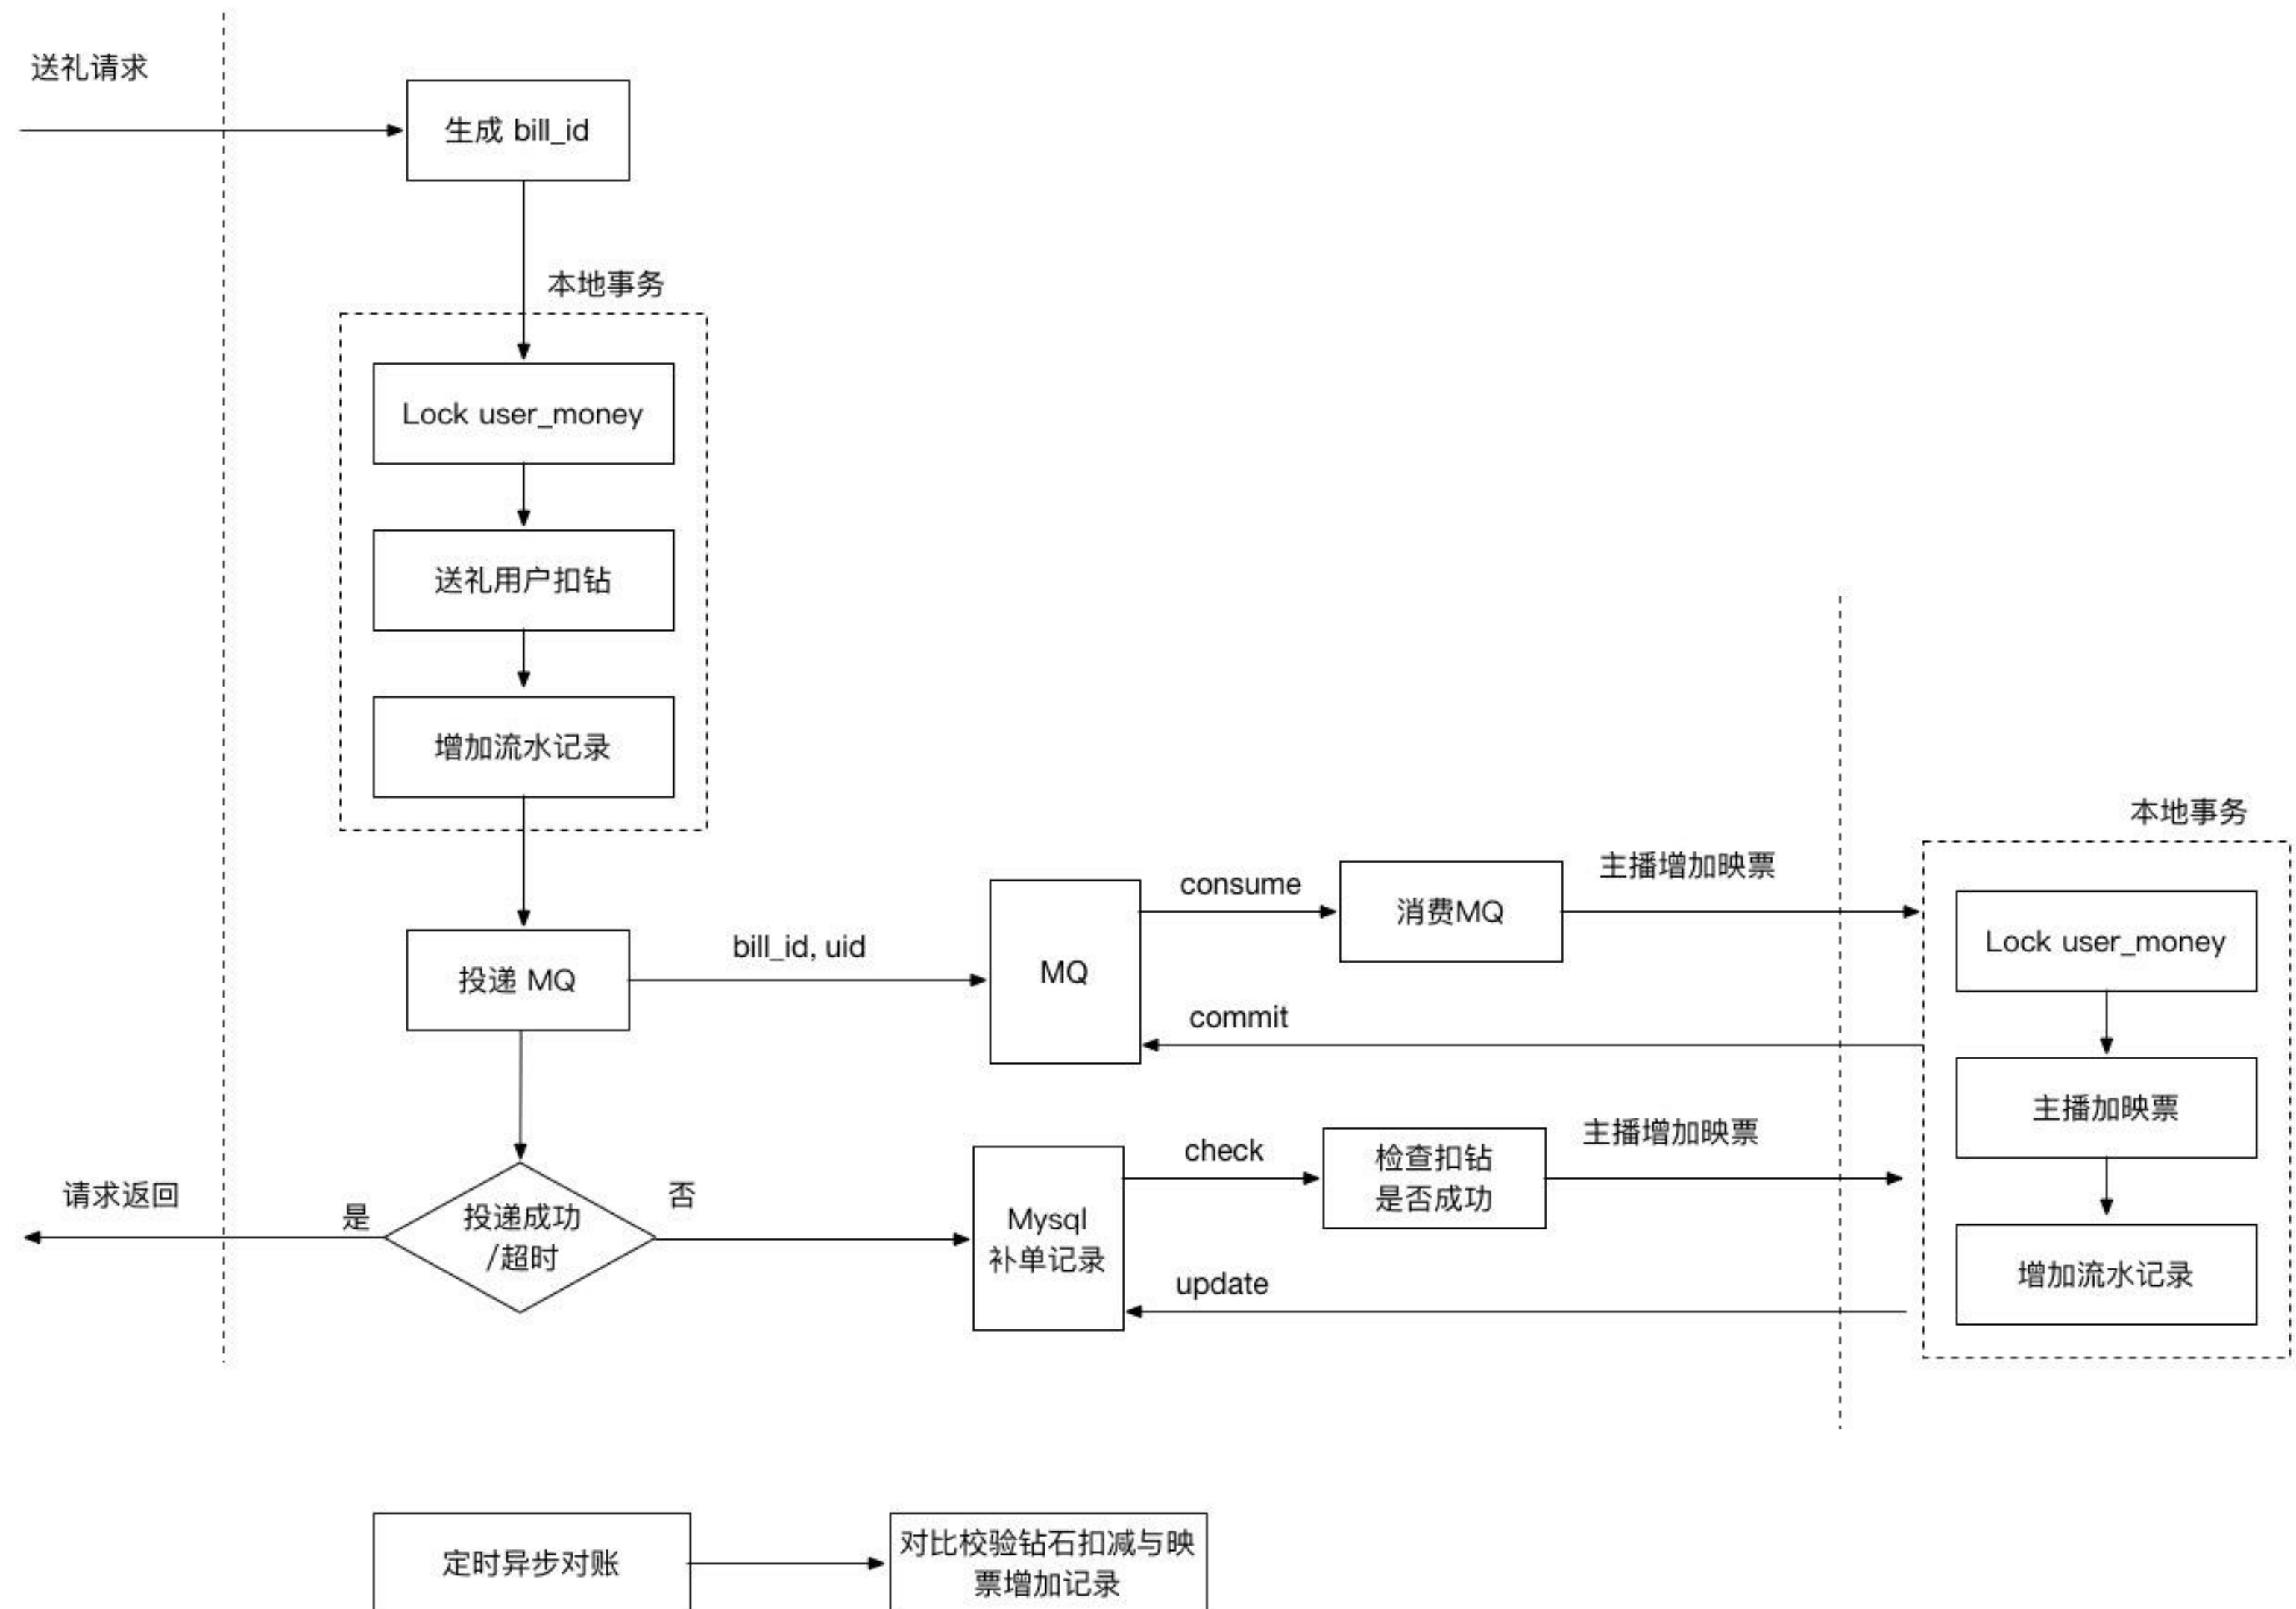 送礼请求
生成 bill_id
本地事务
Lock user_money
送礼用户扣钻
增加流水记录
投递 MQ
bill_id, uid
MQ
consume
消费MQ
主播增加映票
commit
本地事务
Lock user_money
主播加映票
增加流水记录
请求返回
是
投递成功
/超时
否
Mysql
补单记录
check
检查扣钻
是否成功
主播增加映票
update
定时异步对账
对比校验钻石扣减与映
票增加记录